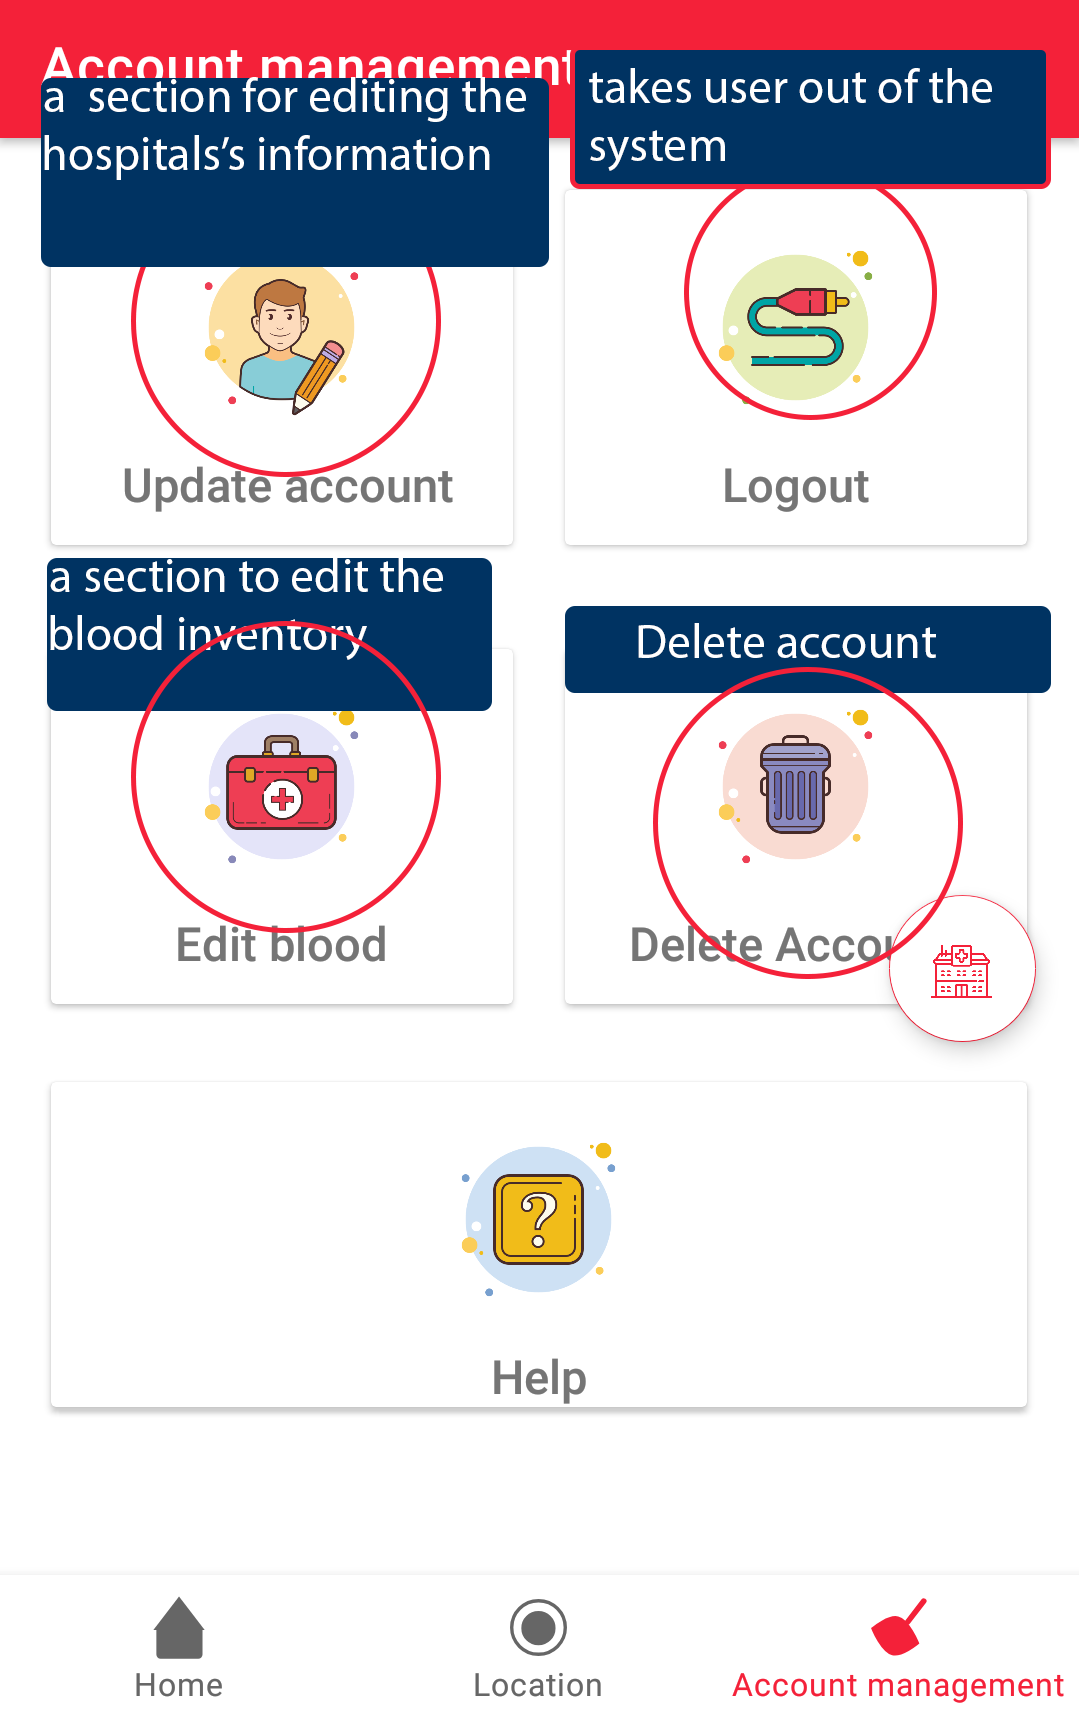 Account management
takes user out of the
system
a section for editing the
hospitals's information
Update account
Logout
a section to edit the
blood inventory
Delete account
Edit blood
Delete Accou
Help
Home
Location
Account management